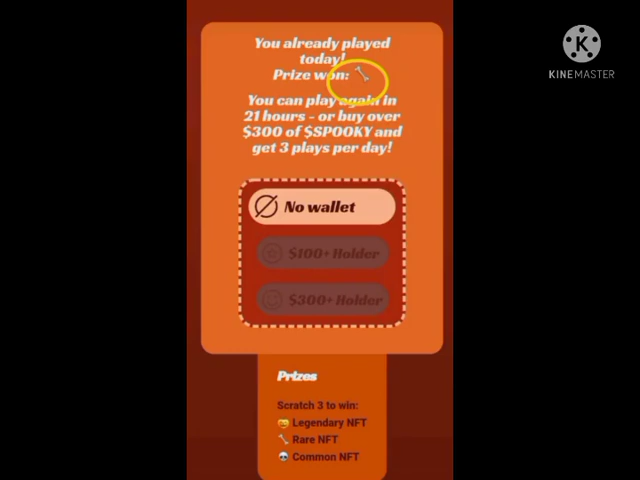 You already played
today!
Prize won: 🦴
You can play again in
21 hours - or buy over
$300 of $SPOOKY and
get 3 plays per day!
No wallet
$100+ Holder
$300+ Holder
Prizes
Scratch 3 to win:
🎃 Legendary NFT
🦴 Rare NFT
💀 Common NFT
K
KINEMASTER